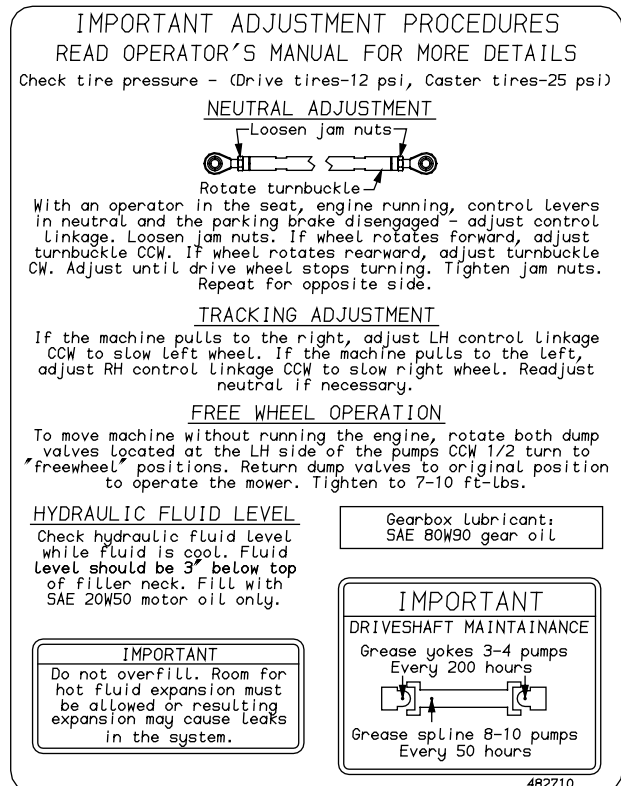 IMPORTANT ADJUSTMENT PROCEDURES
READ OPERATOR'S MANUAL FOR MORE DETAILS
Check tire pressure - (Drive tires-12 psi, Caster tires-25 psi)
NEUTRAL ADJUSTMENT
Loosen jam nuts
Rotate turnbuckle
With an operator in the seat, engine running, control levers
in neutral and the parking brake disengaged - adjust control
linkage. Loosen jam nuts. If wheel rotates forward, adjust
turnbuckle CCW. If wheel rotates rearward, adjust turnbuckle
CW. Adjust until drive wheel stops turning. Tighten jam nuts.
Repeat for opposite side.
TRACKING ADJUSTMENT
If the machine pulls to the right, adjust LH control linkage
CCW to slow left wheel. If the machine pulls to the left,
adjust RH control linkage CCW to slow right wheel. Readjust
neutral if necessary.
FREE WHEEL OPERATION
To move machine without running the engine, rotate both dump
valves located at the LH side of the pumps CCW 1/2 turn to
"freewheel" positions. Return dump valves to original position
to operate the mower. Tighten to 7-10 ft-lbs.
HYDRAULIC FLUID LEVEL
Check hydraulic fluid level
while fluid is cool. Fluid
level should be 3" below top
of filler neck. Fill with
SAE 20W50 motor oil only.
IMPORTANT
Do not overfill. Room for
hot fluid expansion must
be allowed or resulting
expansion may cause leaks
in the system.
Gearbox lubricant:
SAE 80W90 gear oil
IMPORTANT
DRIVESHAFT MAINTAINANCE
Grease yokes 3-4 pumps
Every 200 hours
Grease spline 8-10 pumps
Every 50 hours
482710